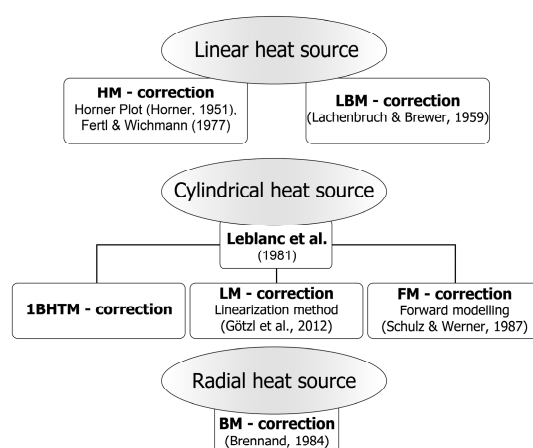 Linear heat source
HM - correction
Horner Plot (Horner, 1951),
Fertl & Wichmann (1977)
LBM - correction
(Lachenbruch & Brewer, 1959)
Cylindrical heat source
Leblanc et al.
(1981)
1BHTM - correction
LM - correction
Linearization method
(Götzl et al., 2012)
FM - correction
Forward modelling
(Schulz & Werner, 1987)
Radial heat source
BM - correction
(Brennand, 1984)